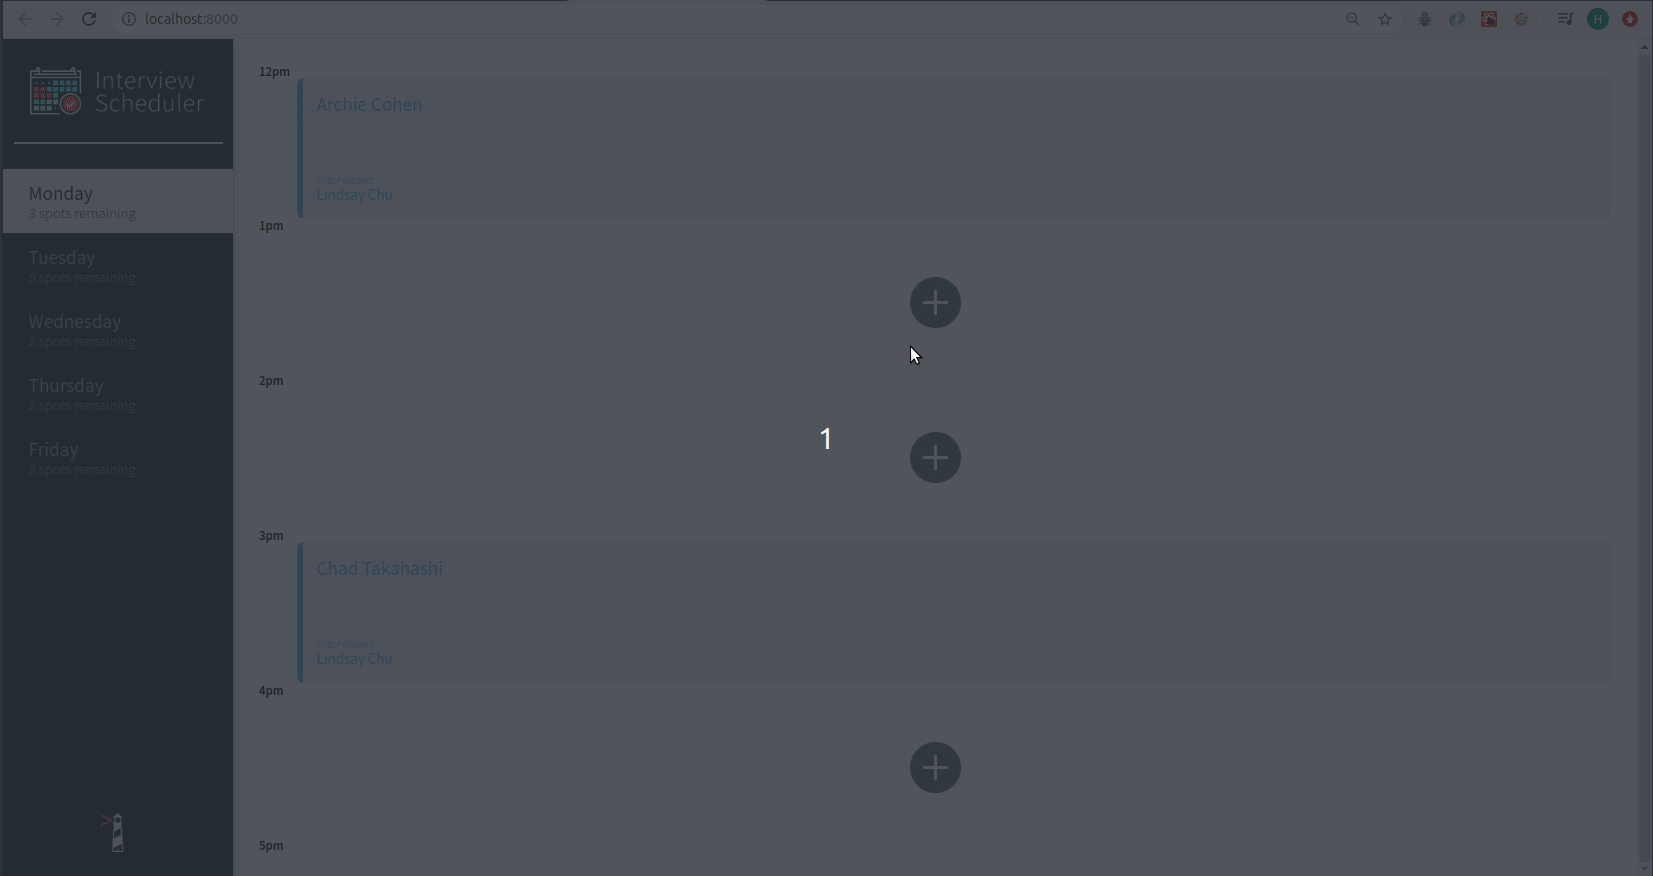 localhost:8000
H
Interview
Scheduler
Monday
3 spots remaining
Tuesday
5 spots remaining
Wednesday
2 spots remaining
Thursday
2 spots remaining
Friday
3 spots remaining
>
12pm
Archie Cohen
Interviewer
Lindsay Chu
1pm
2pm
1
3pm
Chad Takahashi
Interviewer
Lindsay Chu
4pm
5pm